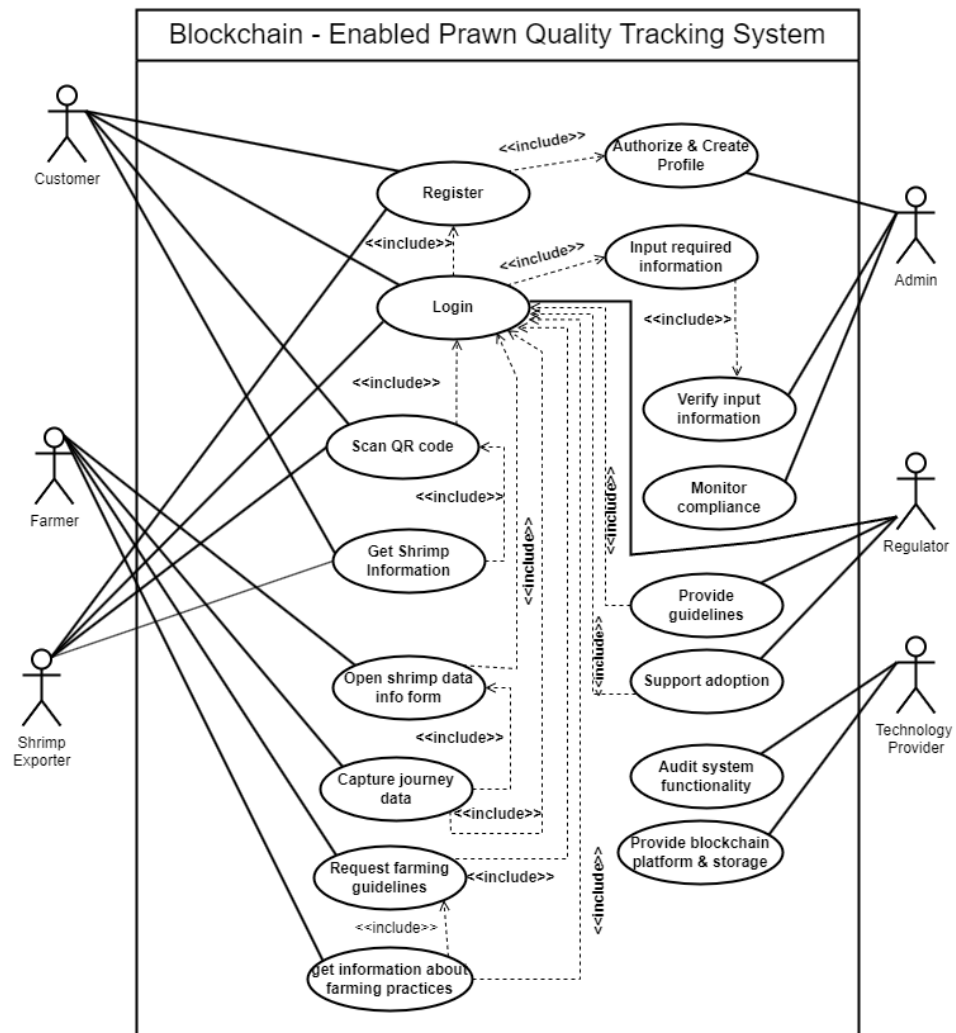 Blockchain - Enabled Prawn Quality Tracking System
Customer
<<include>>
Authorize & Create
Profile
Register
Admin
<<include>>
<<include>>
Input required
information
Login
<<include>>
<<include>>
Verify input
information
Scan QR code
Farmer
<<include>>
Monitor
compliance
Regulator
<<include>>
<<include>>
Get Shrimp
Information
Provide
guidelines
Shrimp
Exporter
Open shrimp data
info form
<<include>>
Support adoption
Technology
Provider
<<include>>
Capture journey
data
Audit system
functionality
<<include>>
Provide blockchain
platform & storage
Request farming
guidelines
<<include>>
<<include>>
<<include>>
get information about
farming practices